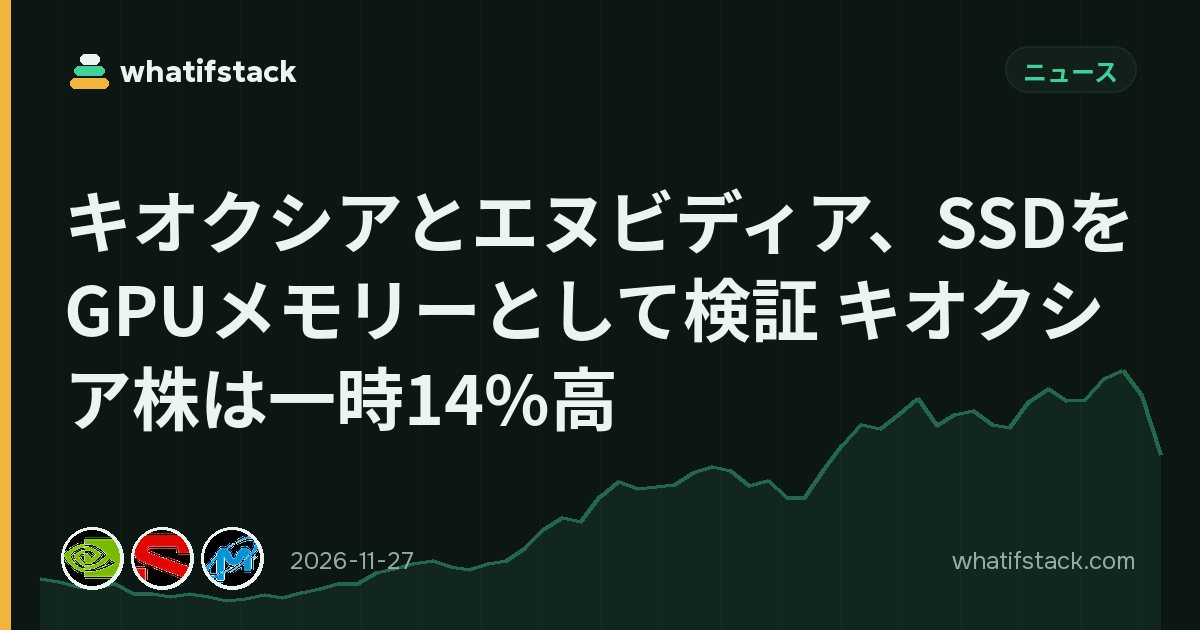 whatifstack
ニュース
キオクシアとエヌビディア、SSDを
GPUメモリーとして検証 キオクシ
ア株は一時14%高
2026-11-27
whatifstack.com